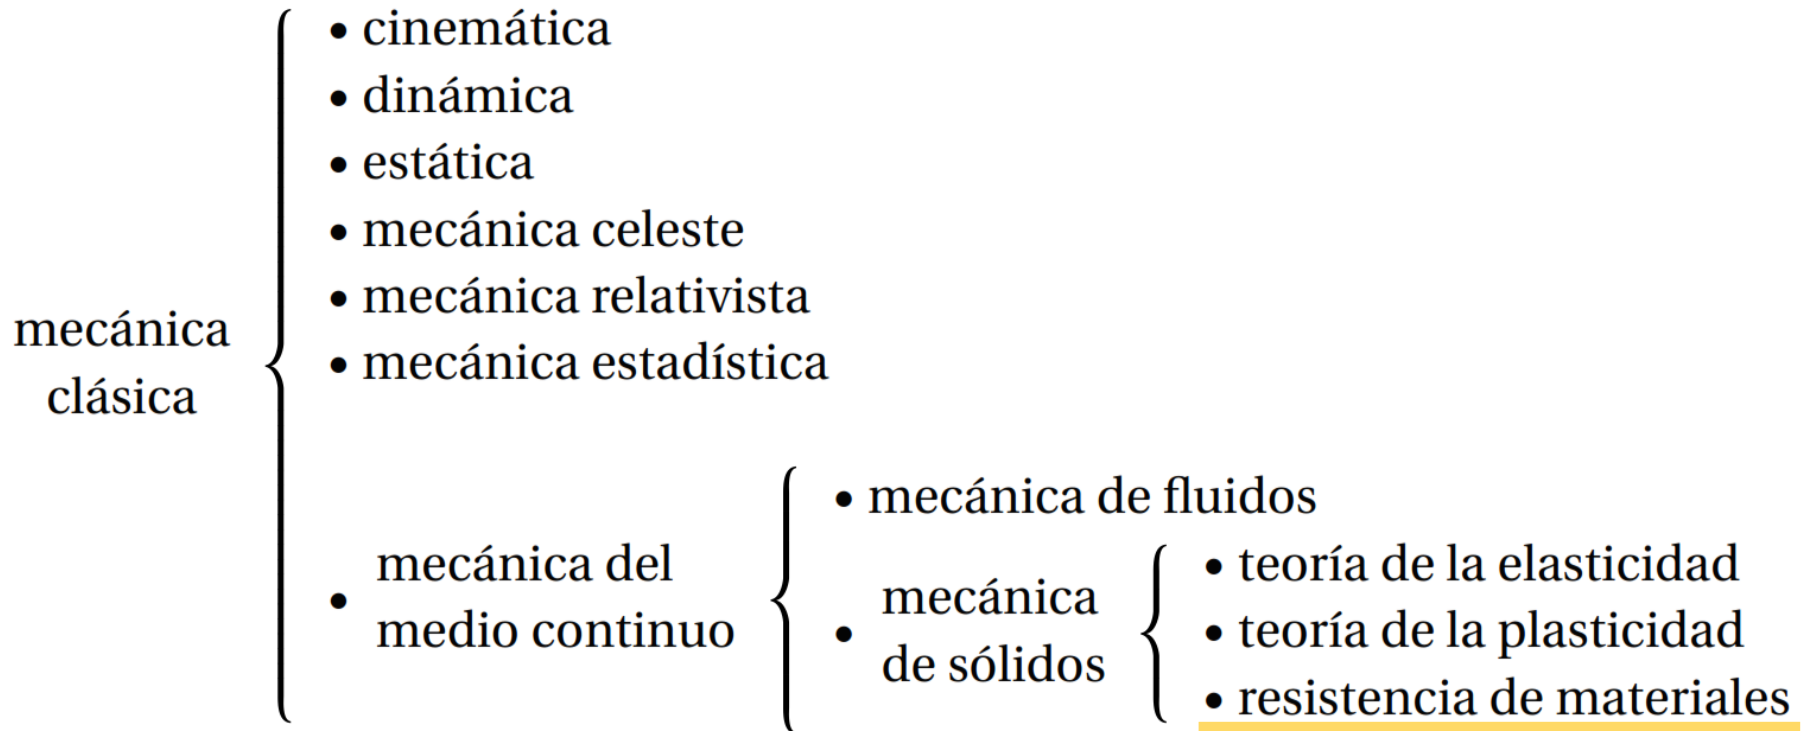 mecánica
clásica
• cinemática
• dinámica
• estática
• mecánica celeste
• mecánica relativista
• mecánica estadística
• mecánica del
medio continuo
• mecánica de fluidos
• mecánica
de sólidos
• teoría de la elasticidad
• teoría de la plasticidad
• resistencia de materiales